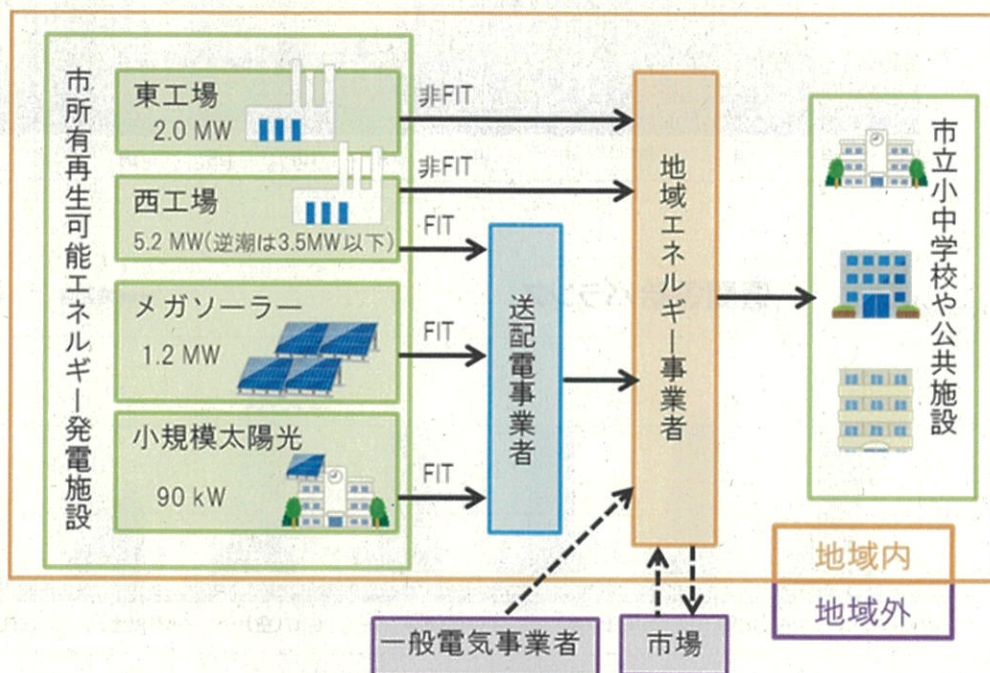 市所有再生可能エネルギー発電施設
東工場
2.0 MW
非FIT
西工場
5.2 MW(逆潮は3.5MW以下)
非FIT
FIT
メガソーラー
1.2 MW
FIT
小規模太陽光
90 kW
FIT
送配電事業者
地域エネルギー事業者
市立小中学校や公共施設
地域内
地域外
一般電気事業者
市場